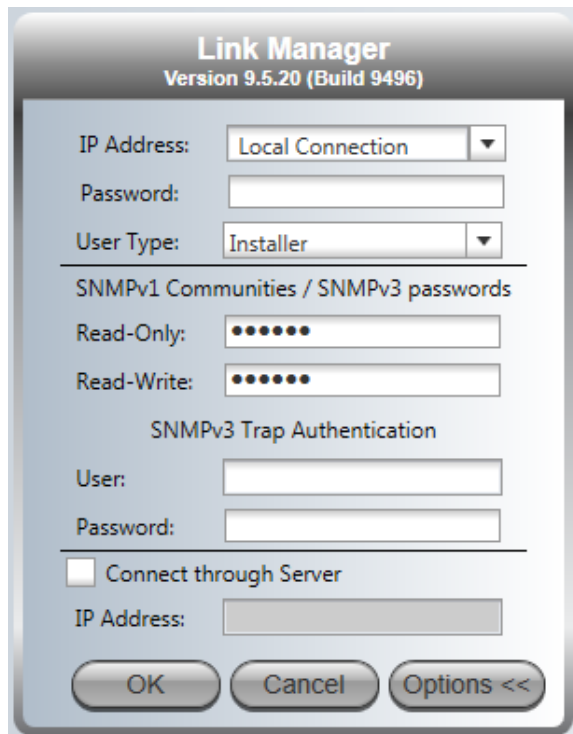 Link Manager
Version 9.5.20 (Build 9496)
IP Address: Local Connection
Password:
User Type: Installer
SNMPv1 Communities / SNMPv3 passwords
Read-Only: ●●●●●●
Read-Write: ●●●●●●
SNMPv3 Trap Authentication
User:
Password:
Connect through Server
IP Address:
OK Cancel Options <<